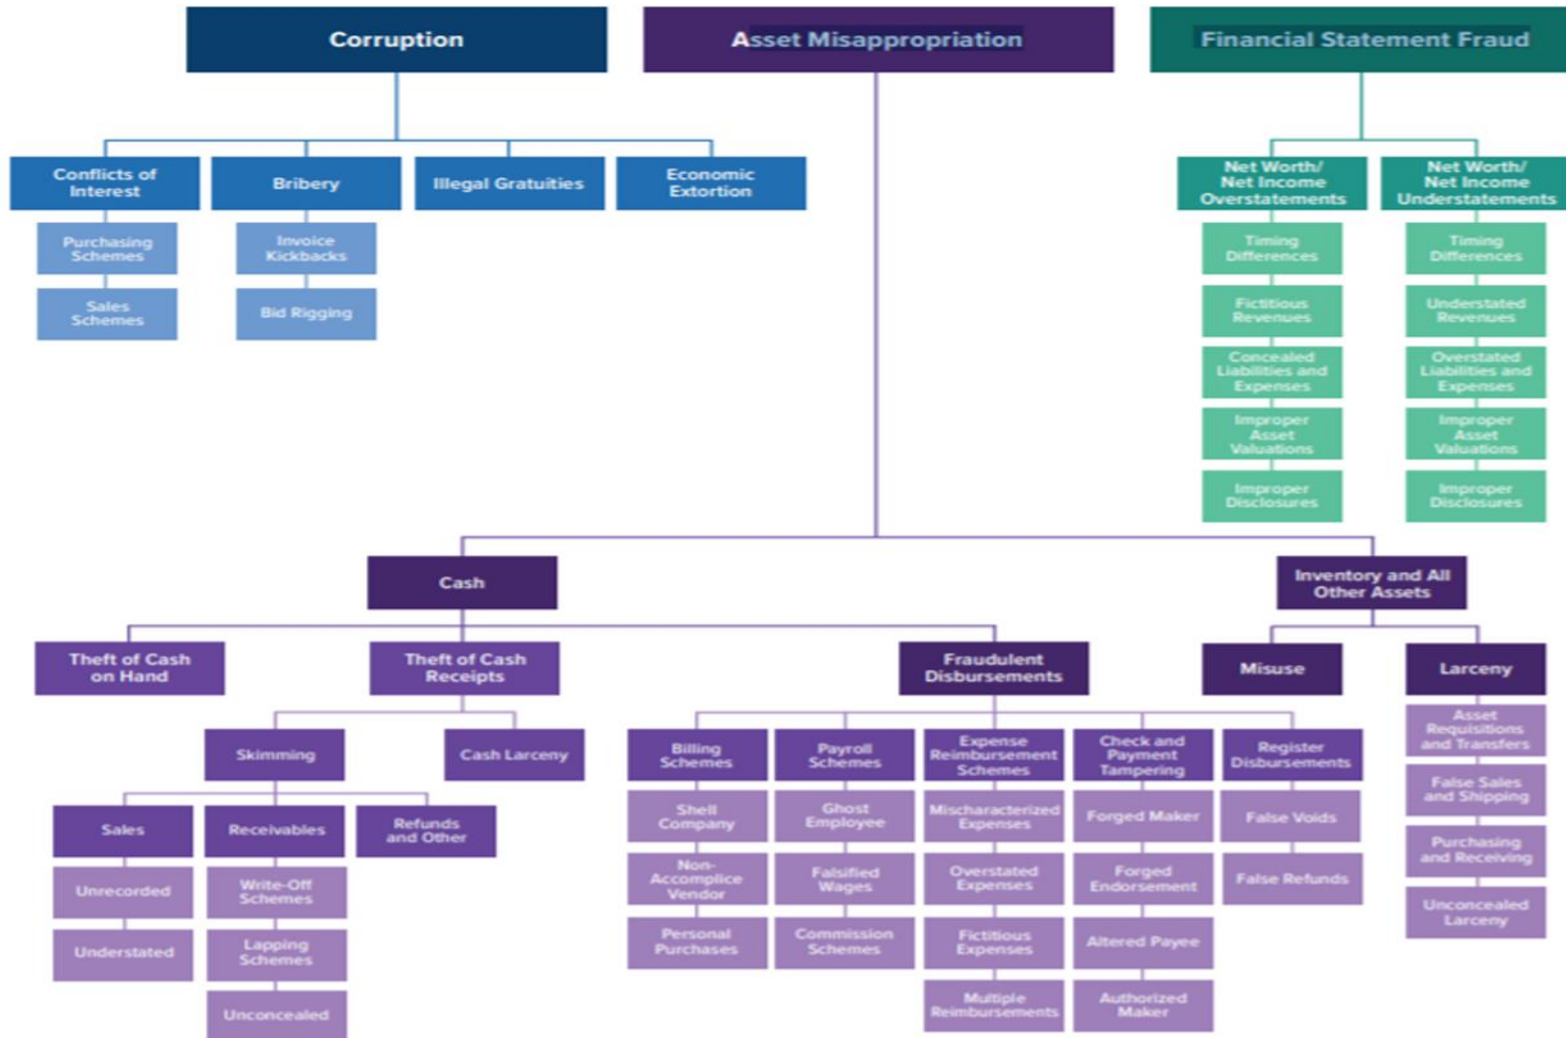 Corruption
Asset Misappropriation
Financial Statement Fraud
Conflicts of
Interest
Bribery
Illegal Gratuities
Economic
Extortion
Purchasing
Schemes
Sales
Schemes
Invoice
Kickbacks
Bid Rigging
Net Worth/
Net Income
Overstatements
Timing
Differences
Fictitious
Revenues
Concealed
Liabilities and
Expenses
Improper
Asset
Valuations
Improper
Disclosures
Net Worth/
Net Income
Understatements
Timing
Differences
Understated
Revenues
Overstated
Liabilities and
Expenses
Improper
Asset
Valuations
Improper
Disclosures
Cash
Inventory and All
Other Assets
Theft of Cash
on Hand
Theft of Cash
Receipts
Fraudulent
Disbursements
Misuse
Larceny
Skimming
Cash Larceny
Sales
Unrecorded
Understated
Receivables
Write-Off
Schemes
Lapping
Schemes
Unconcealed
Refunds
and Other
Billing
Schemes
Shell
Company
Non-
Accomplice
Vendor
Personal
Purchases
Payroll
Schemes
Ghost
Employee
Falsified
Wages
Commission
Schemes
Expense
Reimbursement
Schemes
Mischaracterized
Expenses
Overstated
Expenses
Fictitious
Expenses
Multiple
Reimbursements
Check and
Payment
Tampering
Forged Maker
Forged
Endorsement
Altered Payee
Authorized
Maker
Register
Disbursements
False Voids
False Refunds
Asset
Requisitions
and Transfers
False Sales
and Shipping
Purchasing
and Receiving
Unconcealed
Larceny